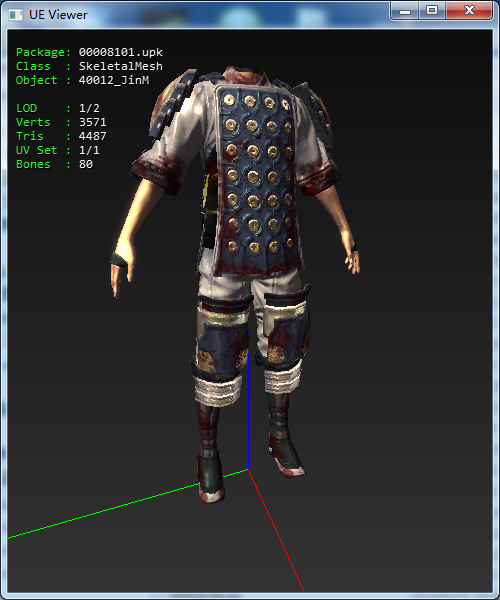 UE Viewer
Package: 00008101.upk
Class : SkeletalMesh
Object : 40012_JinM
LOD : 1/2
Verts : 3571
Tris : 4487
UV Set : 1/1
Bones : 80